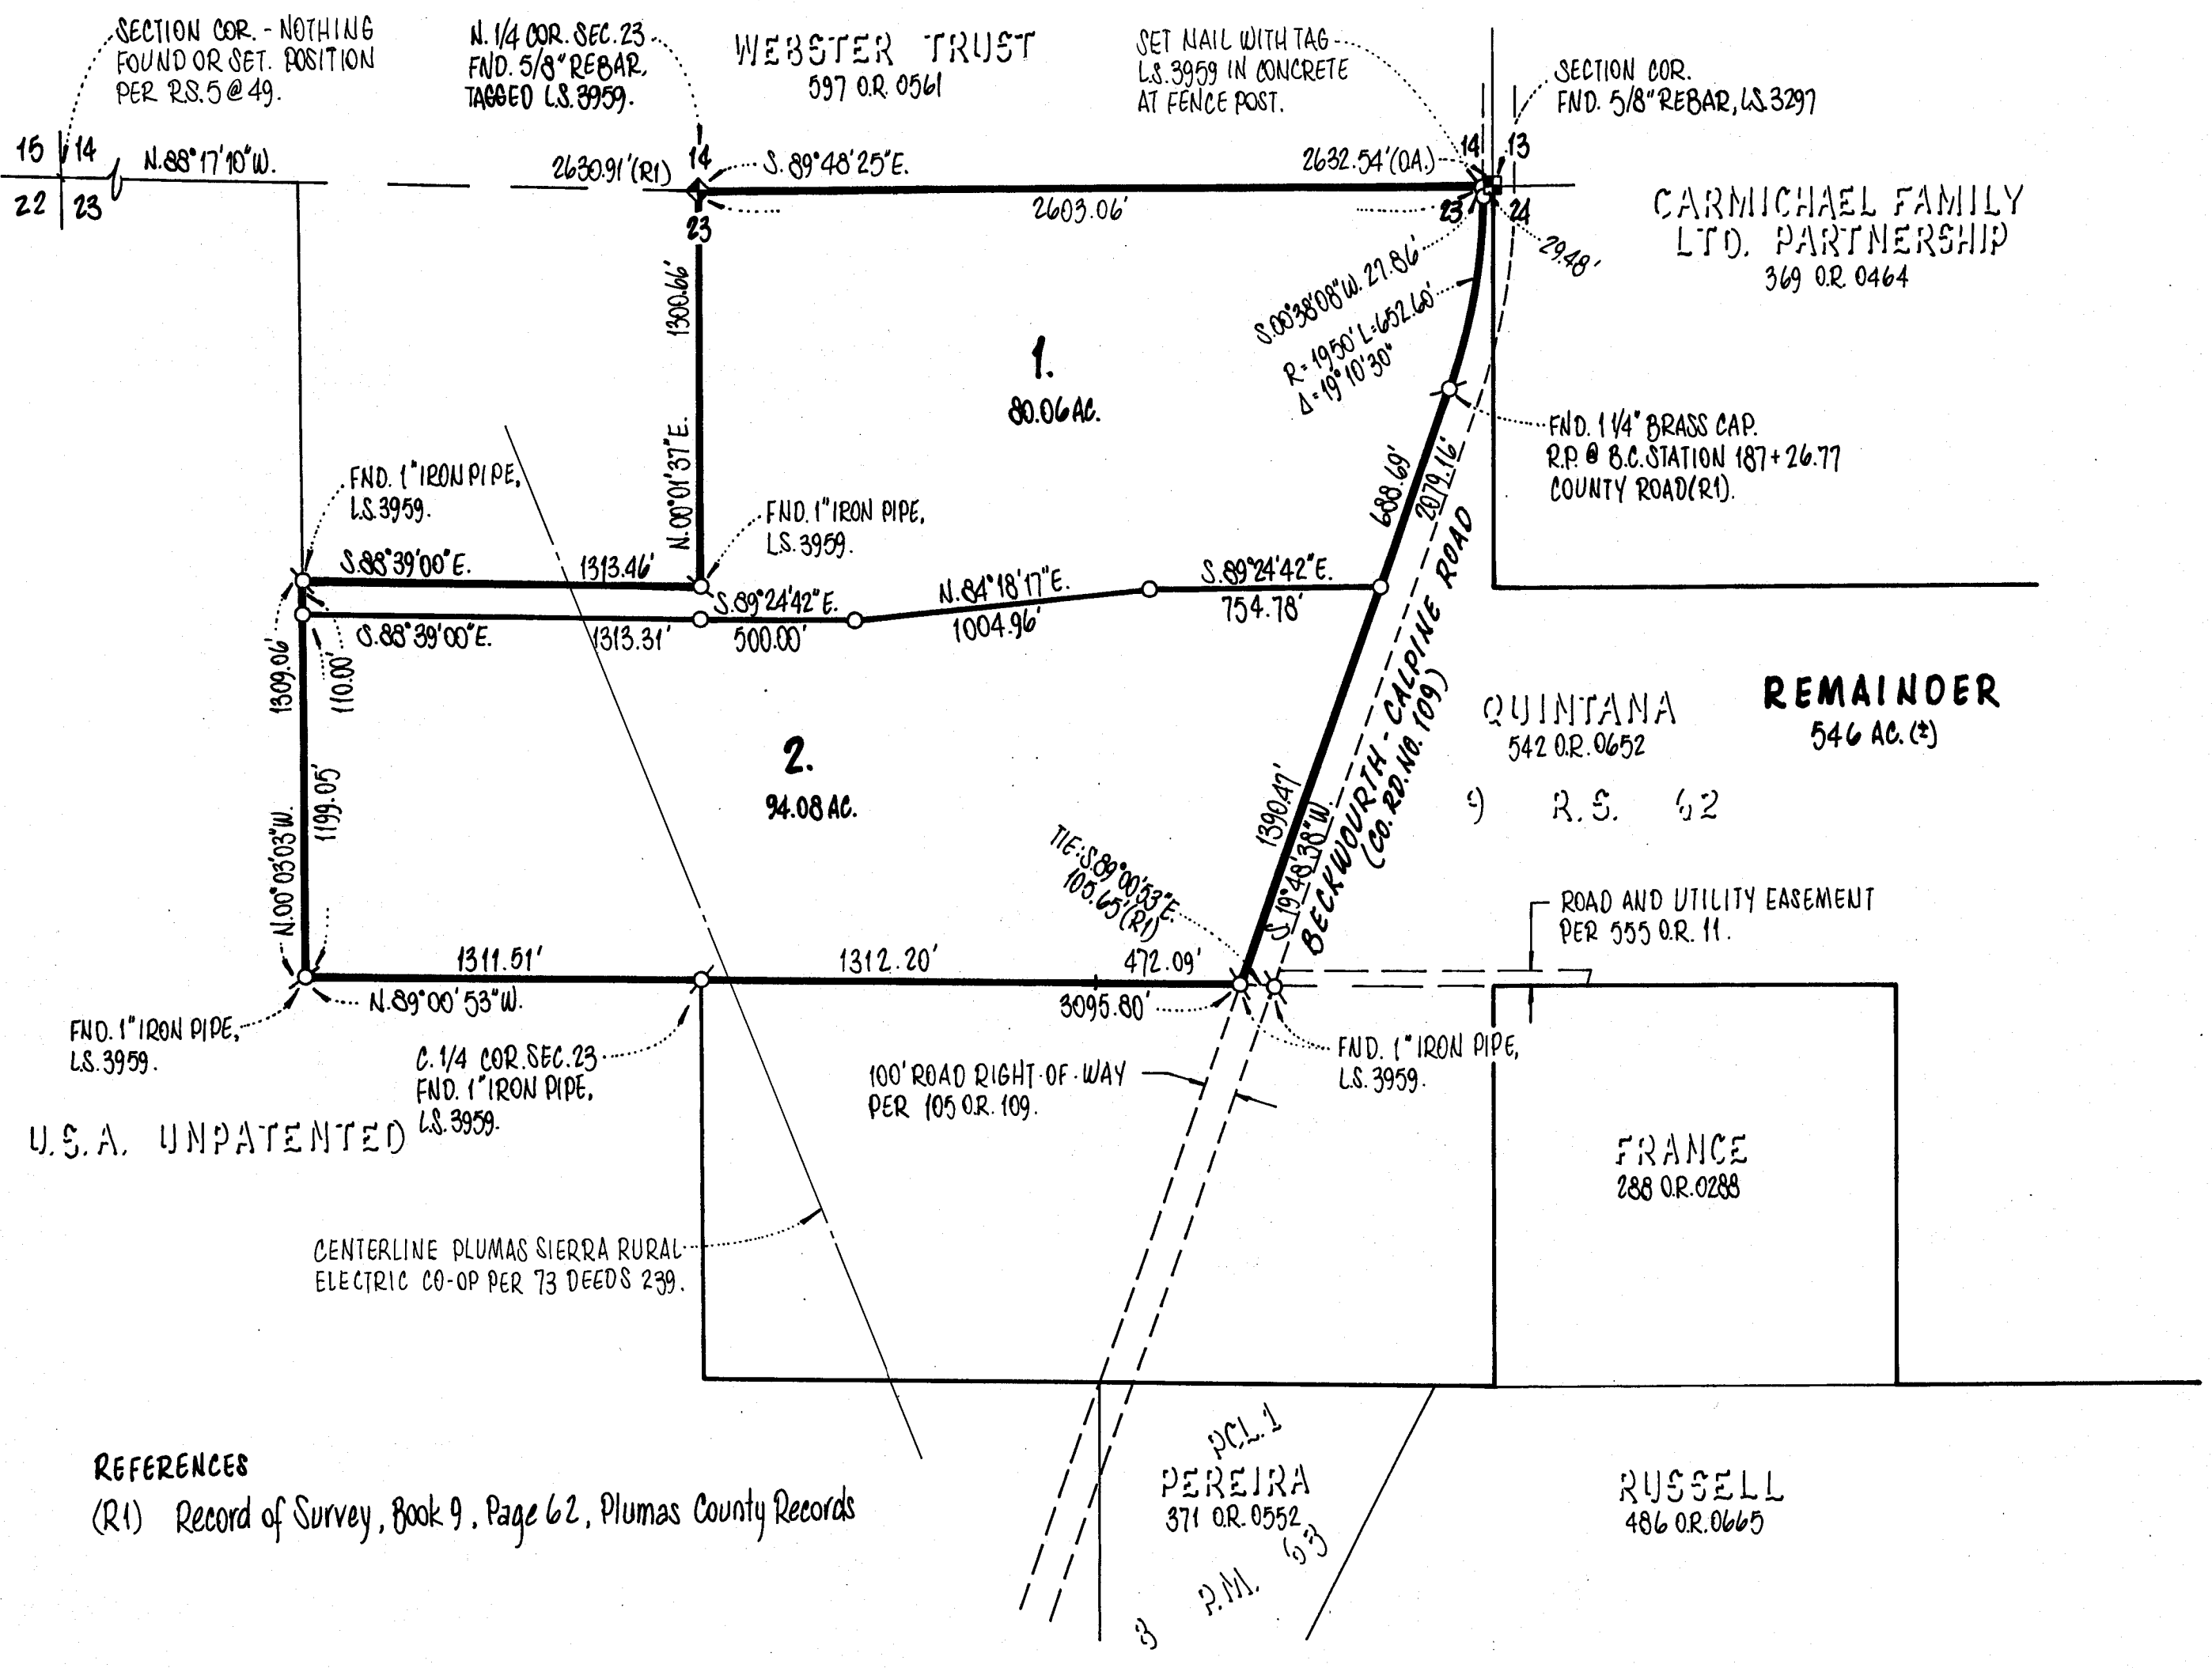 SECTION COR. - NOTHING
FOUND OR SET. POSITION
PER R.S. 5 @ 49.
N. 1/4 COR. SEC. 23
FND. 5/8" REBAR,
TAGGED L.S. 3959.
WEBSTER TRUST
597 O.R. 0561
SET NAIL WITH TAG
L.S. 3959 IN CONCRETE
AT FENCE POST.
SECTION COR.
FND. 5/8" REBAR, L.S. 3297
15 14
22 23
N. 88°17'10" W.
2630.91' (R1)
14
23
S. 89°48'25" E.
2632.54' (O.A.)
2603.06'
14 13
23 24
29.48'
CARMICHAEL FAMILY
LTD. PARTNERSHIP
369 O.R. 0464
S. 00°38'08" W. 27.86'
R = 1950' L = 652.60'
Δ = 19°10'30"
1300.66'
N. 00°01'37" E.
1.
80.06 AC.
FND. 1 1/4" BRASS CAP.
R.P. @ B.C. STATION 187 + 26.77
COUNTY ROAD (R1).
688.69'
2079.16'
FND. 1" IRON PIPE,
L.S. 3959.
FND. 1" IRON PIPE,
L.S. 3959.
S. 88°39'00" E.
1313.46'
S. 88°39'00" E.
1313.31'
S. 89°24'42" E.
500.00'
N. 84°18'17" E.
1004.96'
S. 89°24'42" E.
754.78'
1309.06'
110.00'
1199.05'
N. 00°03'03" W.
2.
94.08 AC.
1390.47'
S. 19°48'38" W.
BECKWOURTH - CALPINE ROAD
(CO. RD. NO. 109)
QUINTANA
542 O.R. 0652
REMAINDER
546 AC. (±)
9 R.S. 62
TIE: S. 89°00'53" E.
105.65' (R1)
ROAD AND UTILITY EASEMENT
PER 555 O.R. 11.
1311.51'
N. 89°00'53" W.
1312.20'
472.09'
3095.80'
FND. 1" IRON PIPE,
L.S. 3959.
C. 1/4 COR. SEC. 23
FND. 1" IRON PIPE,
L.S. 3959.
FND. 1" IRON PIPE,
L.S. 3959.
100' ROAD RIGHT-OF-WAY
PER 105 O.R. 109.
U.S.A. UNPATENTED
FRANCE
288 O.R. 0288
CENTERLINE PLUMAS SIERRA RURAL
ELECTRIC CO-OP PER 73 DEEDS 239.
PCL. 1
PEREIRA
371 O.R. 0552
3 P.M. 63
RUSSELL
486 O.R. 0665
REFERENCES
(R1) Record of Survey, Book 9, Page 62, Plumas County Records